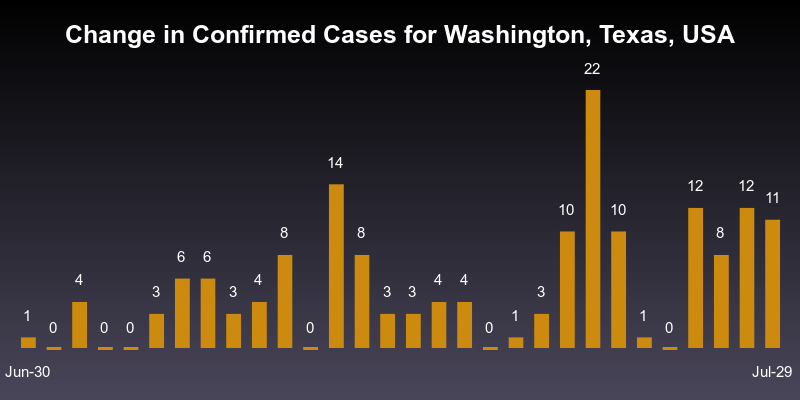 Change in Confirmed Cases for Washington, Texas, USA
1 0 4 0 0 3 6 6 3 4 8 0 14 8 3 3 4 4 0 1 3 10 22 10 1 0 12 8 12 11
Jun-30 Jul-29